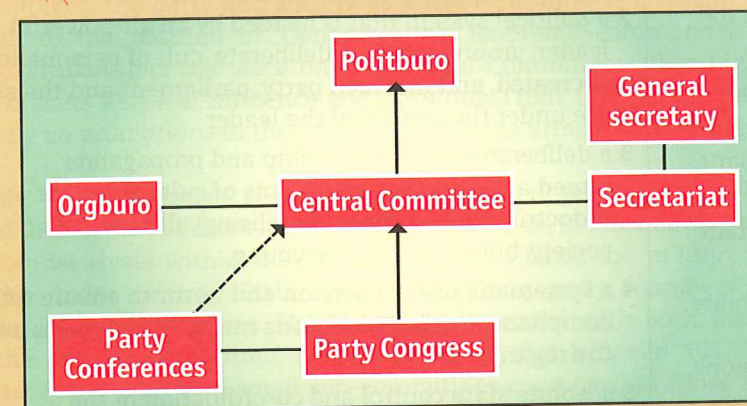 Politburo
General
secretary
Orgburo
Central Committee
Secretariat
Party
Conferences
Party Congress